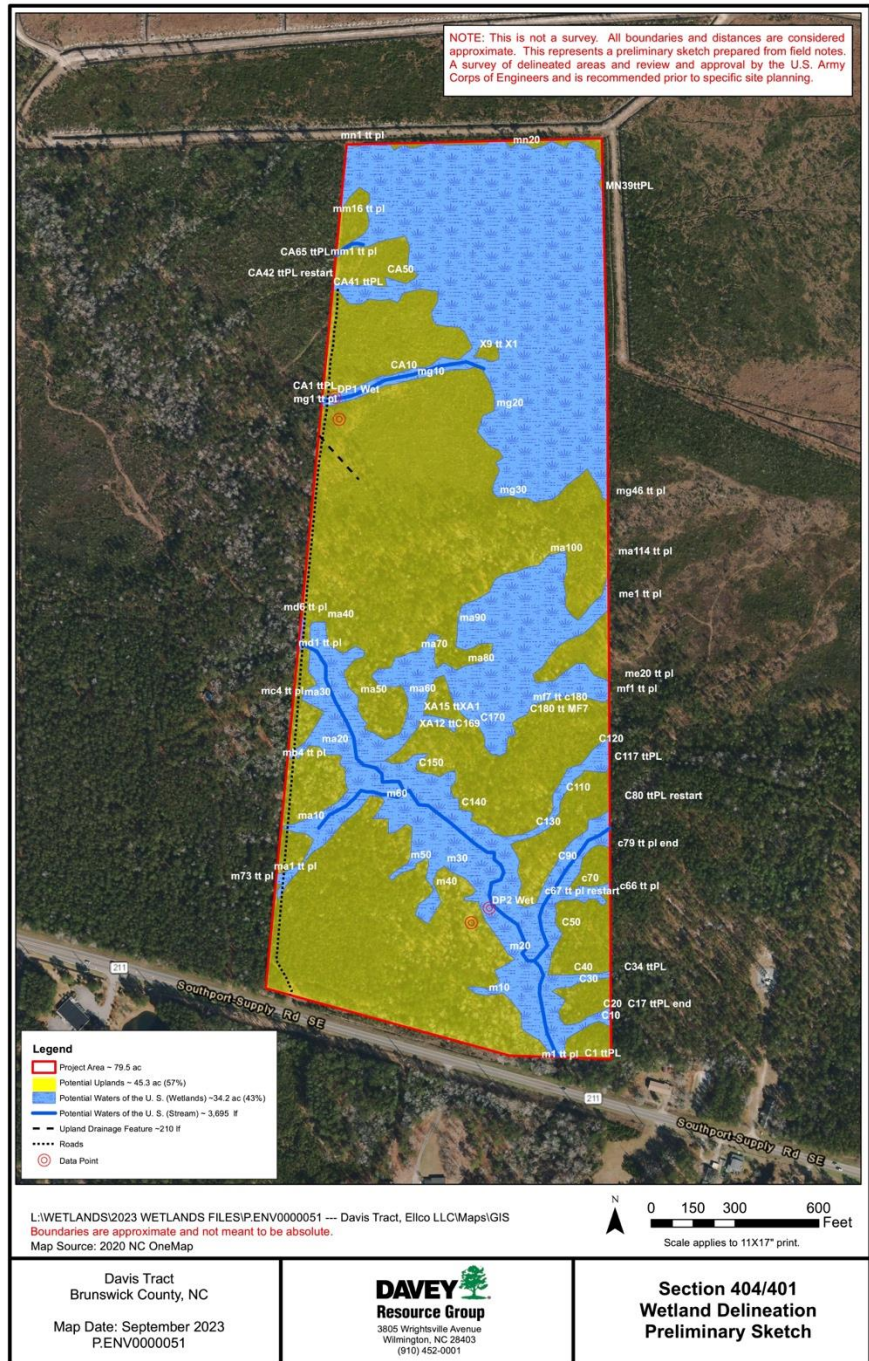 NOTE: This is not a survey. All boundaries and distances are considered
approximate. This represents a preliminary sketch prepared from field notes.
A survey of delineated areas and review and approval by the U.S. Army
Corps of Engineers and is recommended prior to specific site planning.
mn1 tt pl
mn20
MN39ttPL
mm16 tt pl
CA65 ttPL
mm1 tt pl
CA42 ttPL restart
CA50
CA41 ttPL
X9 tt X1
CA10
mg10
CA1 ttPL
DP1 Wet
mg1 tt pt
mg20
mg30
mg46 tt pl
ma100
ma114 tt pl
me1 tt pl
md6 tt pl
ma40
ma90
md1 tt pl
ma70
ma80
me20 tt pl
mc4 tt pl
ma30
ma50
ma60
mf1 tt pl
mf7 tt c180
XA15 ttXA1
C180 tt MF7
C170
XA12 ttC169
ma20
C120
mb4 tt pl
C117 ttPL
C150
C110
m60
C80 ttPL restart
C140
ma10
C130
c79 tt pl end
m50
m30
C90
ma1 tt pl
m73 tt pl
m40
c70
c66 tt pl
c67 tt pl restart
DP2 Wet
C50
m20
C40
C34 ttPL
C30
m10
C20
C17 ttPL end
C10
m1 tt pl
C1 ttPL
211
Southport-Supply Rd SE
211
Southport-Supply Rd SE
Legend
Project Area ~ 79.5 ac
Potential Uplands ~ 45.3 ac (57%)
Potential Waters of the U. S. (Wetlands) ~34.2 ac (43%)
Potential Waters of the U. S. (Stream) ~ 3,695 lf
Upland Drainage Feature ~210 lf
Roads
Data Point
L:\WETLANDS\2023 WETLANDS FILES\P.ENV0000051 --- Davis Tract, Ellco LLC\Maps\GIS
Boundaries are approximate and not meant to be absolute.
Map Source: 2020 NC OneMap
N
0 150 300 600
Feet
Scale applies to 11X17" print.
Davis Tract
Brunswick County, NC
Map Date: September 2023
P.ENV0000051
DAVEY
Resource Group
3805 Wrightsville Avenue
Wilmington, NC 28403
(910) 452-0001
Section 404/401
Wetland Delineation
Preliminary Sketch